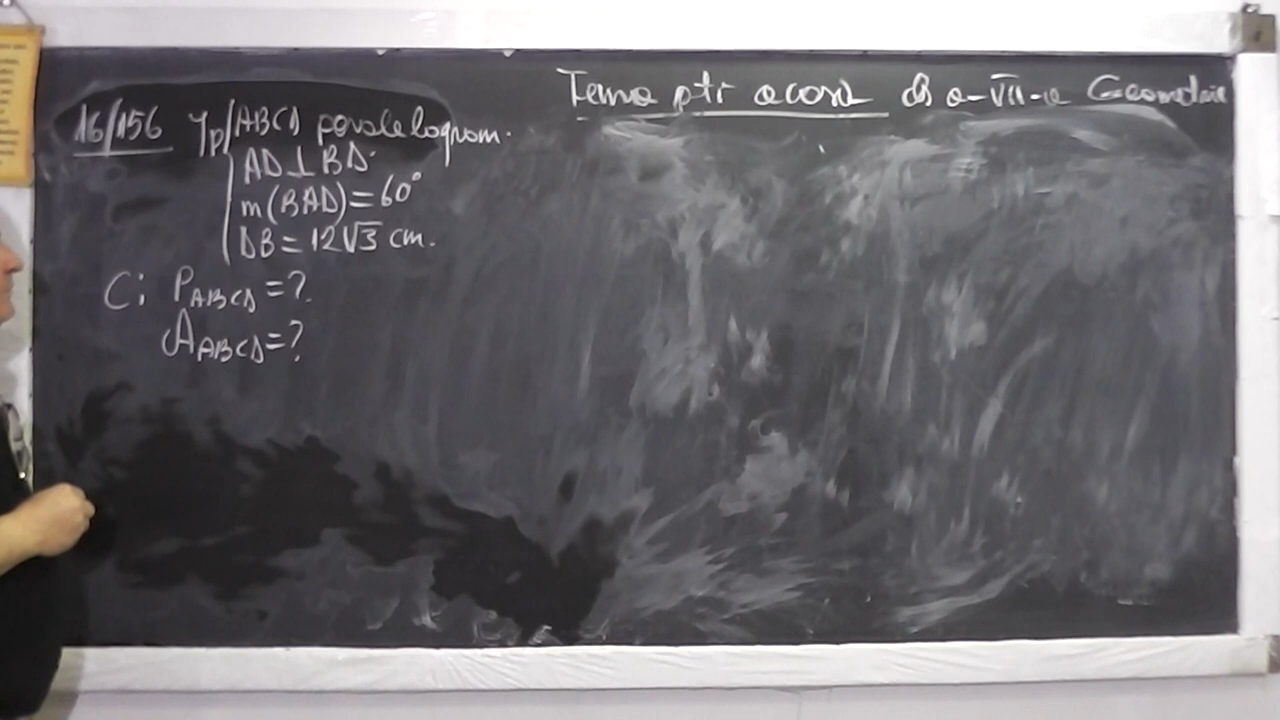 Tema ptr acasă cls a-VII-a Geometrie
16/156 Ip ABCD paralelogram.
AD⊥BD.
m(BAD)=60°
DB=12√3 cm.
C: P_ABCD=?.
A_ABCD=?